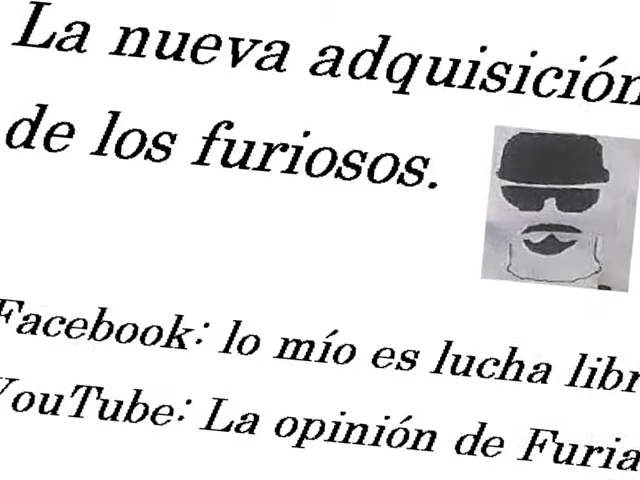 La nueva adquisición
de los furiosos.
Facebook: lo mío es lucha libr
YouTube: La opinión de Furia